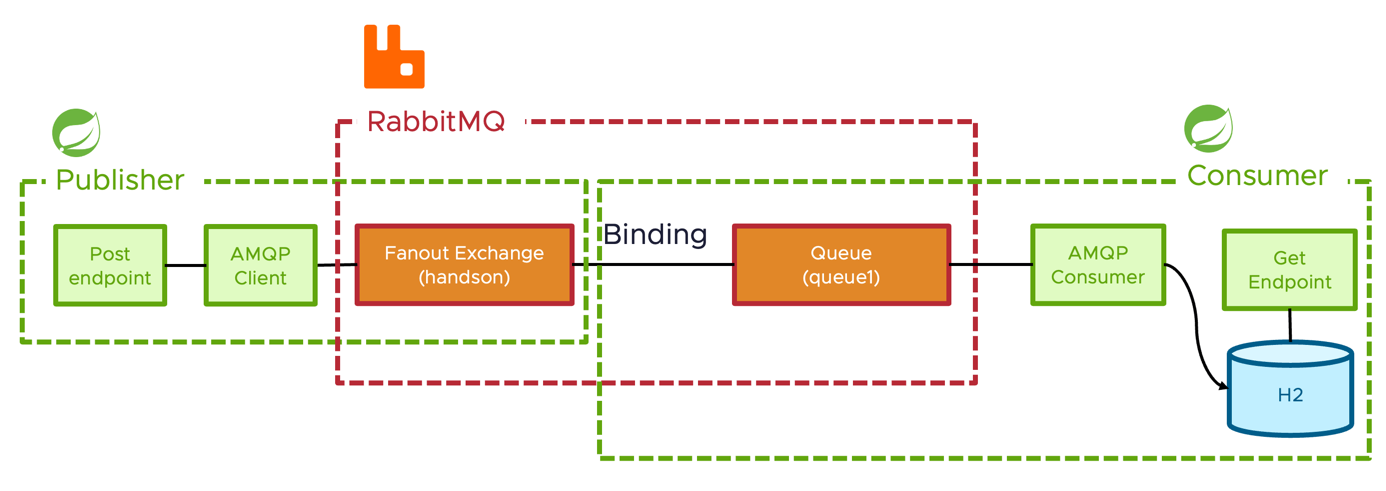 RabbitMQ
Publisher
Consumer
Post
endpoint
AMQP
Client
Fanout Exchange
(handson)
Binding
Queue
(queue1)
AMQP
Consumer
Get
Endpoint
H2